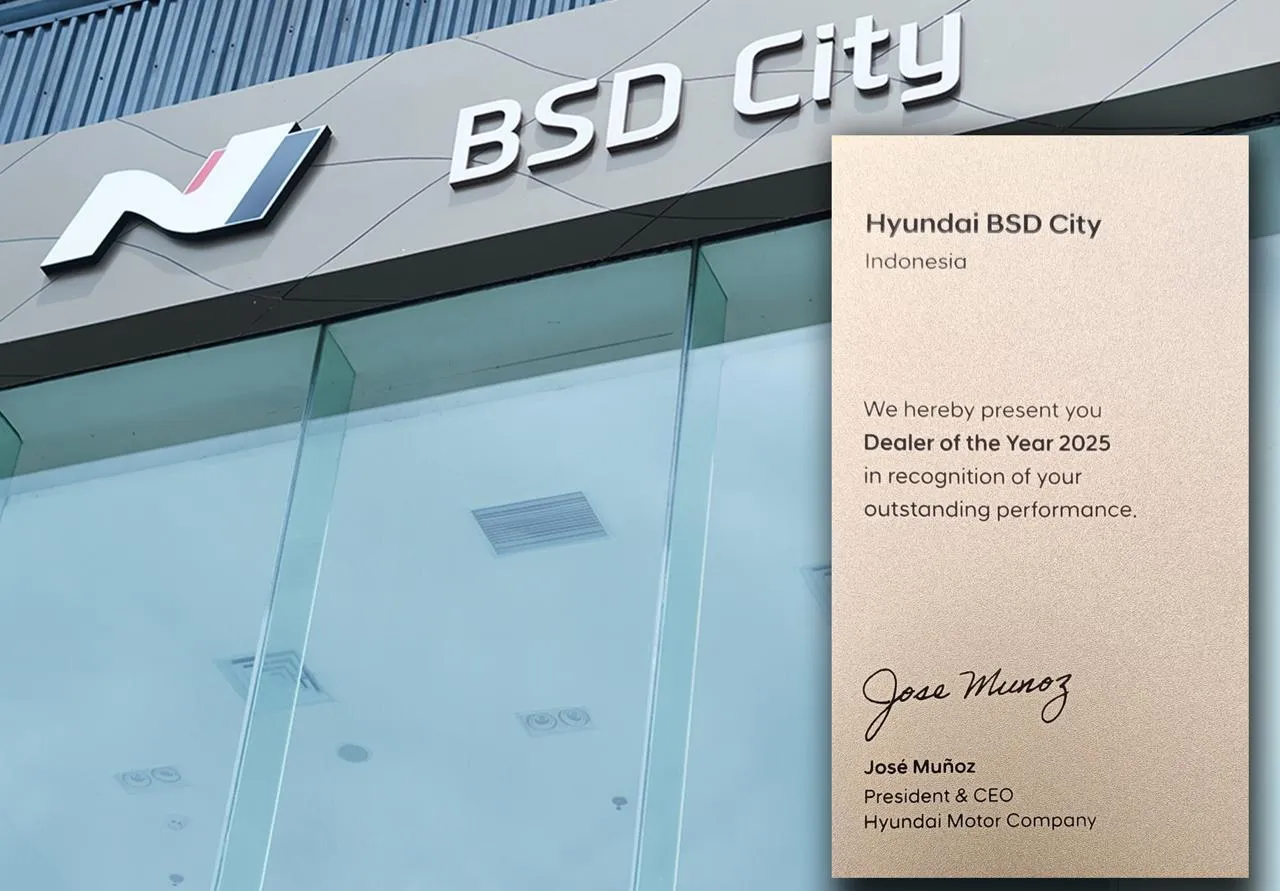 BSD City
Hyundai BSD City
Indonesia
We hereby present you
Dealer of the Year 2025
in recognition of your
outstanding performance.
Jose Munoz
José Muñoz
President & CEO
Hyundai Motor Company